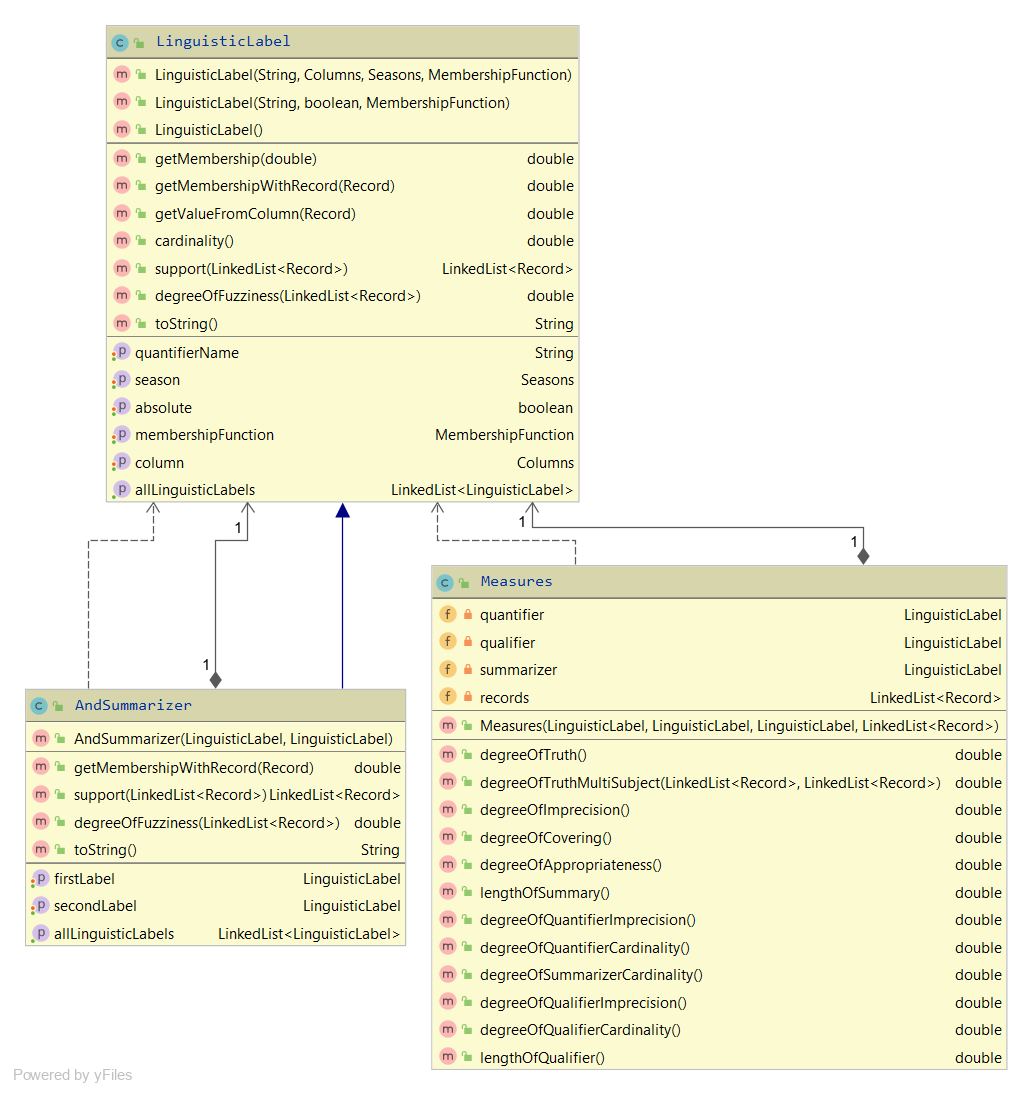 LinguisticLabel
LinguisticLabel(String, Columns, Seasons, MembershipFunction)
LinguisticLabel(String, boolean, MembershipFunction)
LinguisticLabel()
getMembership(double) double
getMembershipWithRecord(Record) double
getValueFromColumn(Record) double
cardinality() double
support(LinkedList<Record>) LinkedList<Record>
degreeOfFuzziness(LinkedList<Record>) double
toString() String
quantifierName String
season Seasons
absolute boolean
membershipFunction MembershipFunction
column Columns
allLinguisticLabels LinkedList<LinguisticLabel>
1
1
1
1
Measures
quantifier LinguisticLabel
qualifier LinguisticLabel
summarizer LinguisticLabel
records LinkedList<Record>
Measures(LinguisticLabel, LinguisticLabel, LinguisticLabel, LinkedList<Record>)
degreeOfTruth() double
degreeOfTruthMultiSubject(LinkedList<Record>, LinkedList<Record>) double
degreeOfImprecision() double
degreeOfCovering() double
degreeOfAppropriateness() double
lengthOfSummary() double
degreeOfQuantifierImprecision() double
degreeOfQuantifierCardinality() double
degreeOfSummarizerCardinality() double
degreeOfQualifierImprecision() double
degreeOfQualifierCardinality() double
lengthOfQualifier() double
AndSummarizer
AndSummarizer(LinguisticLabel, LinguisticLabel)
getMembershipWithRecord(Record) double
support(LinkedList<Record>) LinkedList<Record>
degreeOfFuzziness(LinkedList<Record>) double
toString() String
firstLabel LinguisticLabel
secondLabel LinguisticLabel
allLinguisticLabels LinkedList<LinguisticLabel>
Powered by yFiles